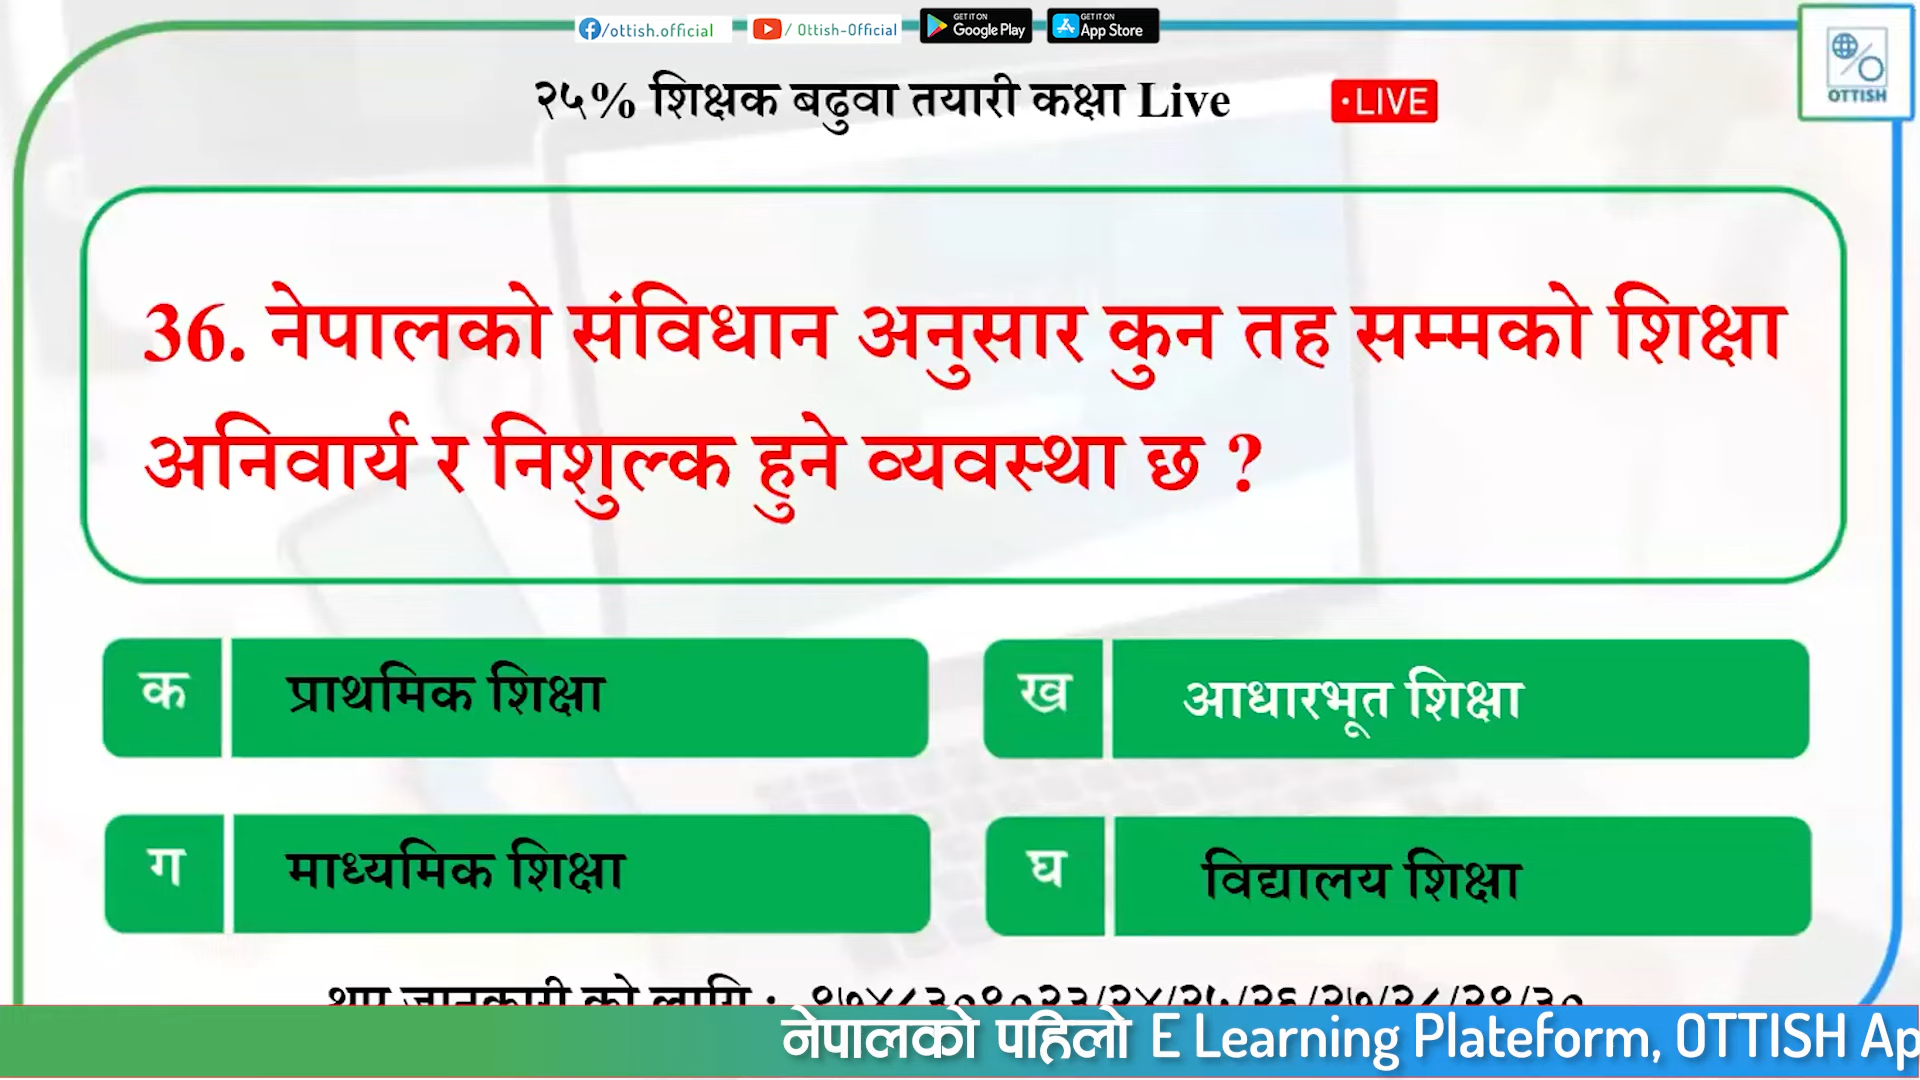 /ottish.official
/ Ottish-Official
GET IT ON
Google Play
GET IT ON
App Store
OTTISH
२५% शिक्षक बढुवा तयारी कक्षा Live
·LIVE
36. नेपालको संविधान अनुसार कुन तह सम्मको शिक्षा
अनिवार्य र निशुल्क हुने व्यवस्था छ ?
क प्राथमिक शिक्षा
ख आधारभूत शिक्षा
ग माध्यमिक शिक्षा
घ विद्यालय शिक्षा
थप जानकारी को लागि :
नेपालको पहिलो E Learning Plateform, OTTISH Ap